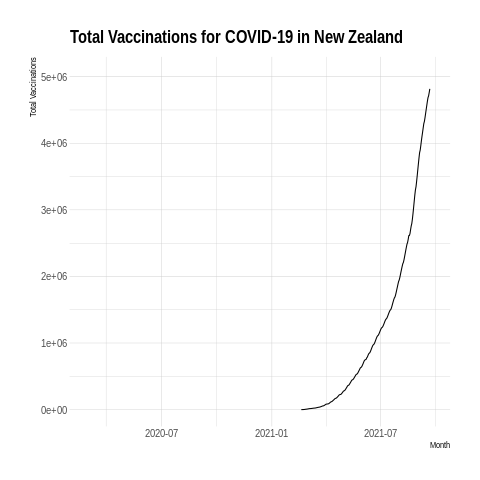 Total Vaccinations for COVID-19 in New Zealand
Total Vaccinations
5e+06
4e+06
3e+06
2e+06
1e+06
0e+00
2020-07 2021-01 2021-07
Month